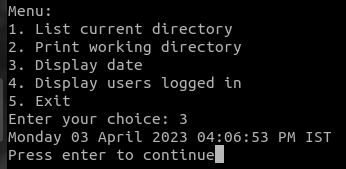 Menu:
1. List current directory
2. Print working directory
3. Display date
4. Display users logged in
5. Exit
Enter your choice: 3
Monday 03 April 2023 04:06:53 PM IST
Press enter to continue